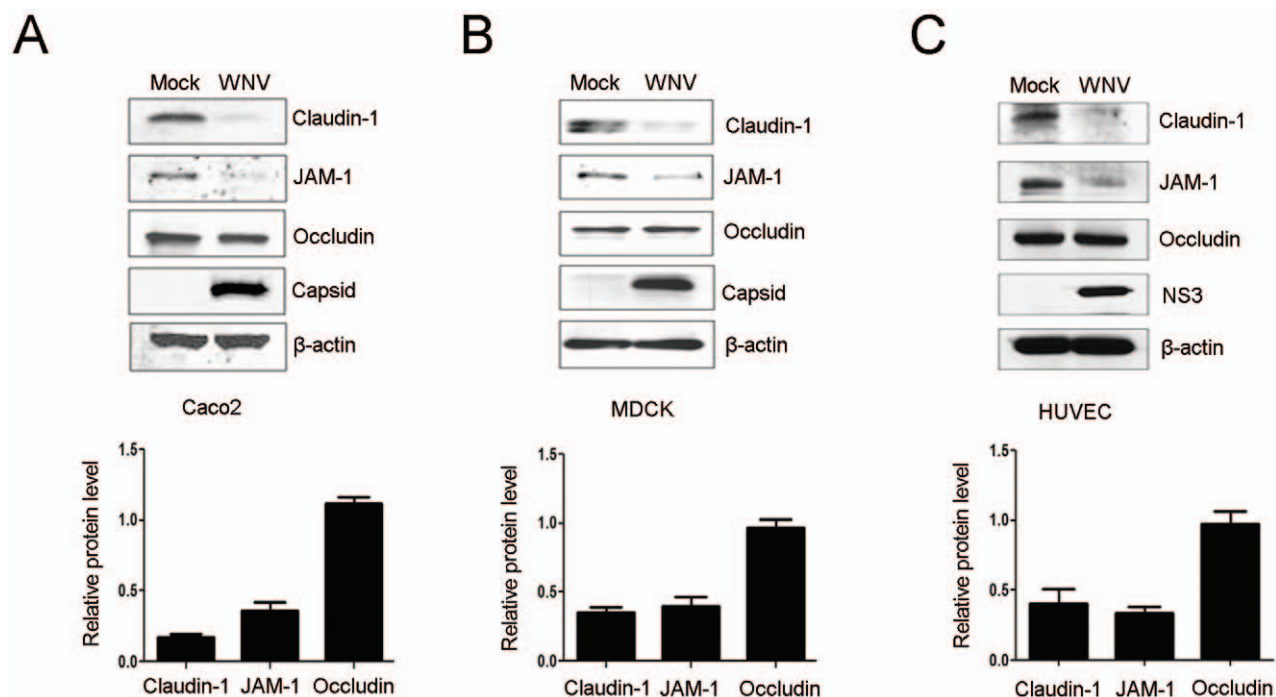 A
Mock WNV
Claudin-1
JAM-1
Occludin
Capsid
β-actin
Caco2
Relative protein level
1.5
1.0
0.5
0.0
Claudin-1 JAM-1 Occludin
B
Mock WNV
Claudin-1
JAM-1
Occludin
Capsid
β-actin
MDCK
Relative protein level
1.5
1.0
0.5
0.0
Claudin-1 JAM-1 Occludin
C
Mock WNV
Claudin-1
JAM-1
Occludin
NS3
β-actin
HUVEC
Relative protein level
1.5
1.0
0.5
0.0
Claudin-1 JAM-1 Occludin